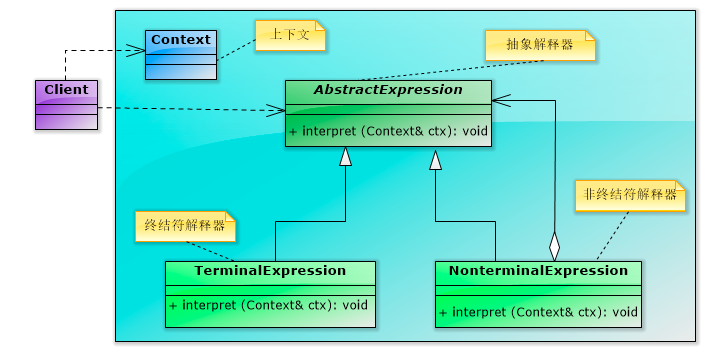 Context
上下文
抽象解释器
Client
AbstractExpression
+ interpret (Context& ctx): void
非终结符解释器
终结符解释器
TerminalExpression
+ interpret (Context& ctx): void
NonterminalExpression
+ interpret (Context& ctx): void